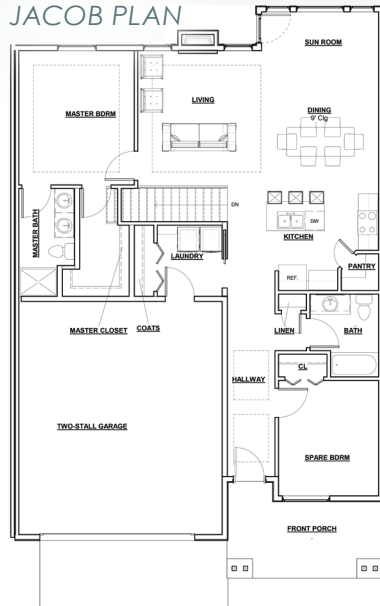 JACOB PLAN
SUN ROOM
LIVING
MASTER BDRM
DINING
9' Clg
DN
DW
KITCHEN
MASTER BATH
LAUNDRY
PANTRY
REF.
MASTER CLOSET
COATS
LINEN
BATH
CL
HALLWAY
TWO-STALL GARAGE
SPARE BDRM
FRONT PORCH